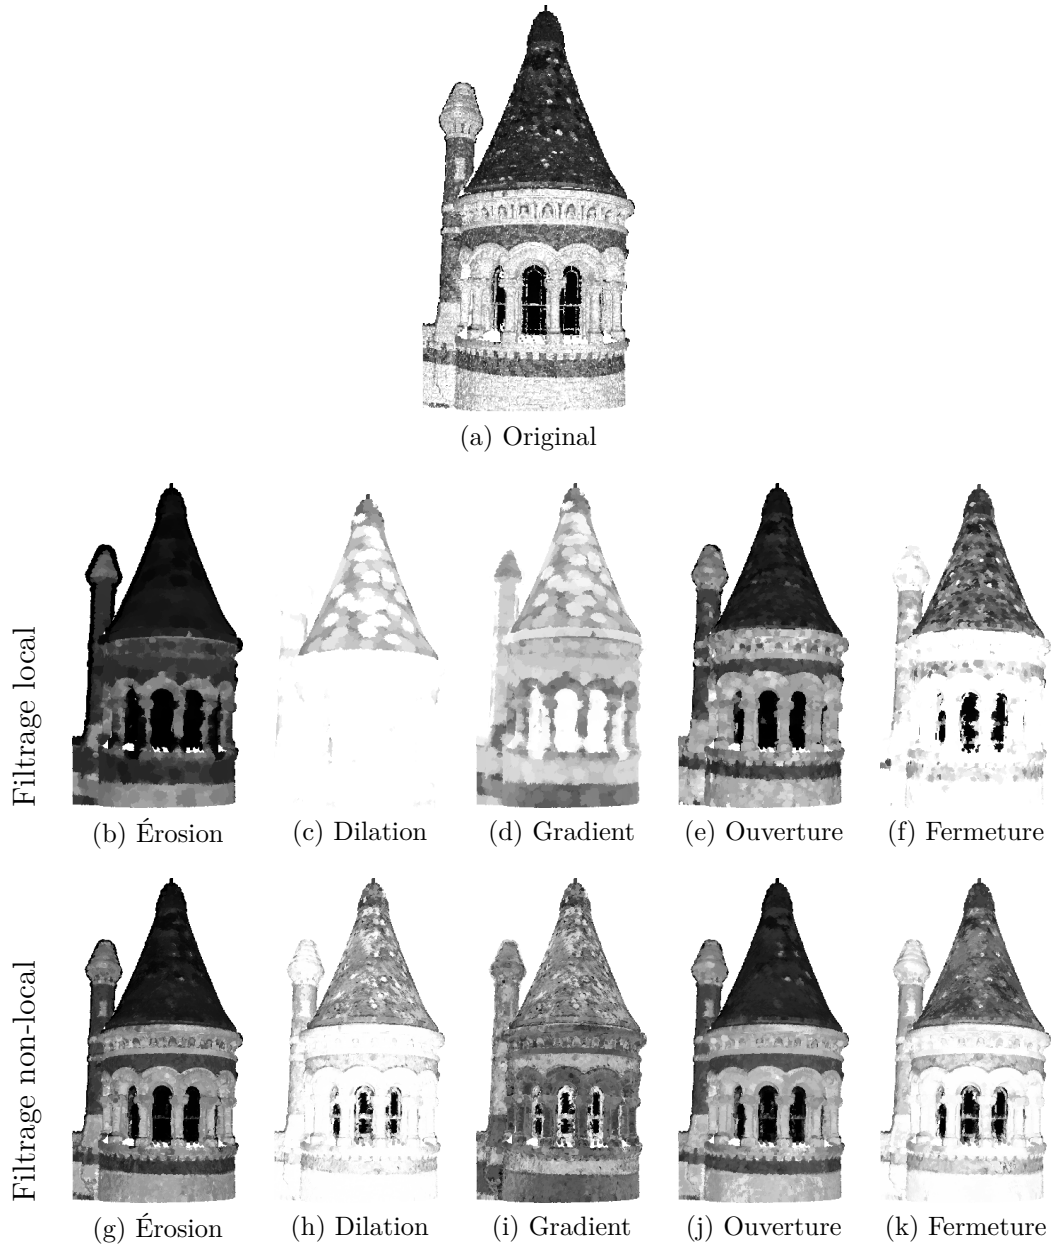 (a) Original
Filtrage local
(b) Érosion
(c) Dilation
(d) Gradient
(e) Ouverture
(f) Fermeture
Filtrage non-local
(g) Érosion
(h) Dilation
(i) Gradient
(j) Ouverture
(k) Fermeture